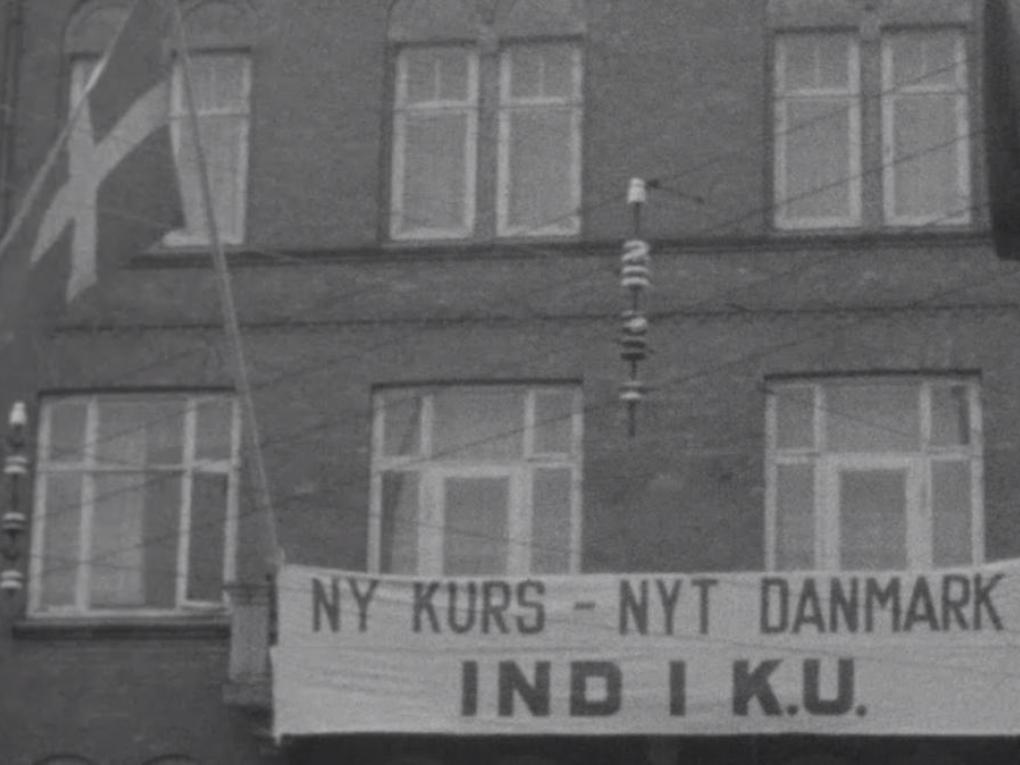 NY KURS - NYT DANMARK
IND I K.U.